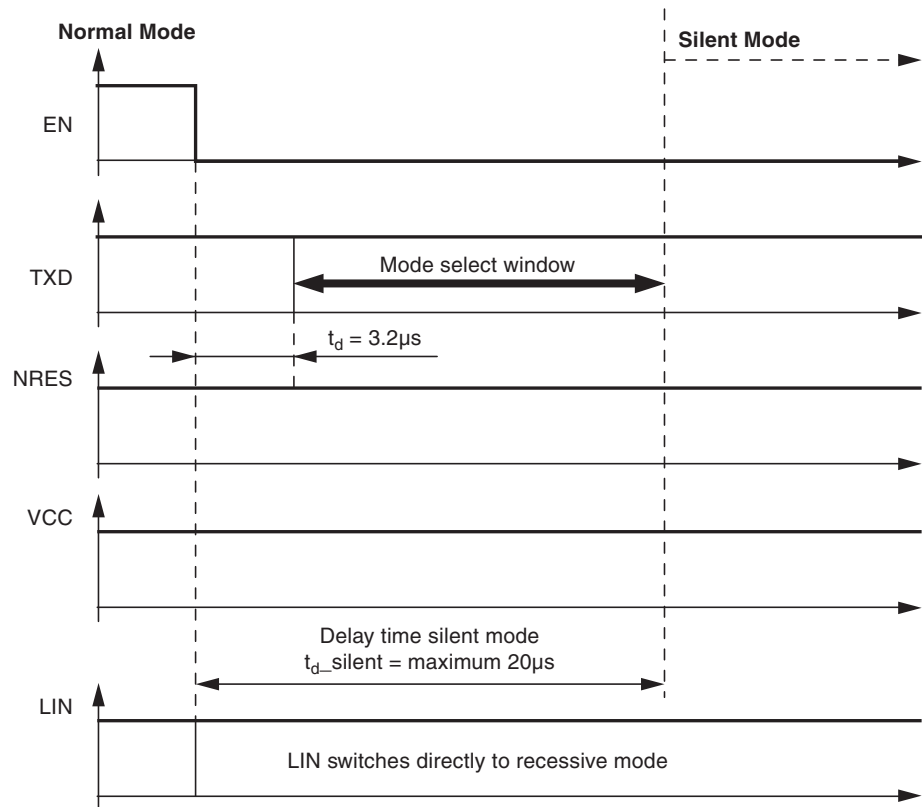 Normal Mode
Silent Mode
EN
TXD
Mode select window
t_d = 3.2µs
NRES
VCC
Delay time silent mode
t_d_silent = maximum 20µs
LIN
LIN switches directly to recessive mode